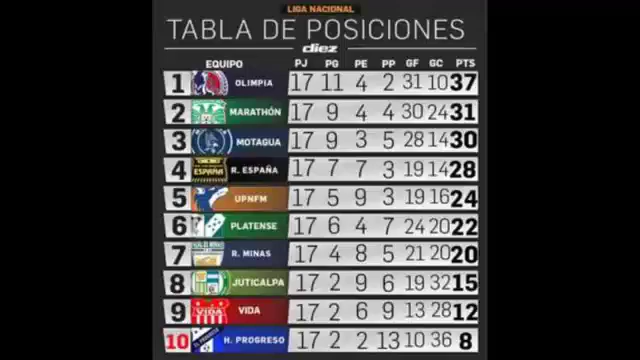 LIGA NACIONAL
TABLA DE POSICIONES
diez
EQUIPO PJ PG PE PP GF GC PTS
1 OLIMPIA 17 11 4 2 31 10 37
2 MARATHÓN 17 9 4 4 30 24 31
3 MOTAGUA 17 9 3 5 28 14 30
4 ESPAÑA R. ESPAÑA 17 7 7 3 19 14 28
5 UPNFM 17 5 9 3 19 16 24
6 PLATENSE 17 6 4 7 24 22 22
7 R. MINAS 17 4 8 5 21 20 20
8 JUTICALPA 17 2 9 6 19 32 15
9 VIDA VIDA 17 2 6 9 13 28 12
10 H. PROGRESO 17 2 2 13 10 36 8